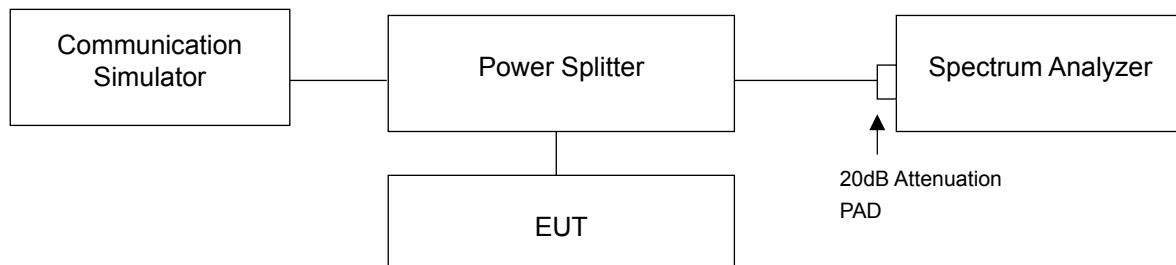 Communication
Simulator
Power Splitter
Spectrum Analyzer
20dB Attenuation
PAD
EUT